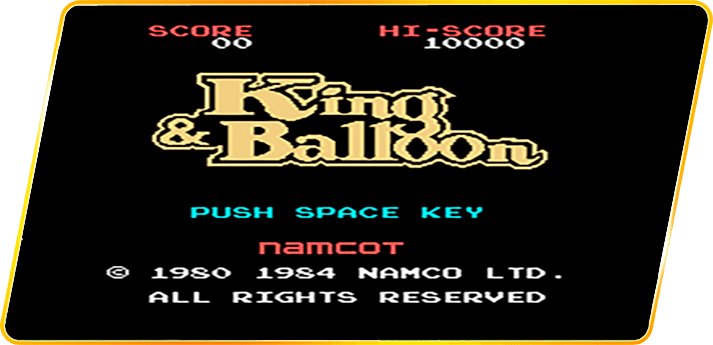 SCORE HI-SCORE
00 10000
King
& Balloon
PUSH SPACE KEY
namcot
© 1980 1984 NAMCO LTD.
ALL RIGHTS RESERVED